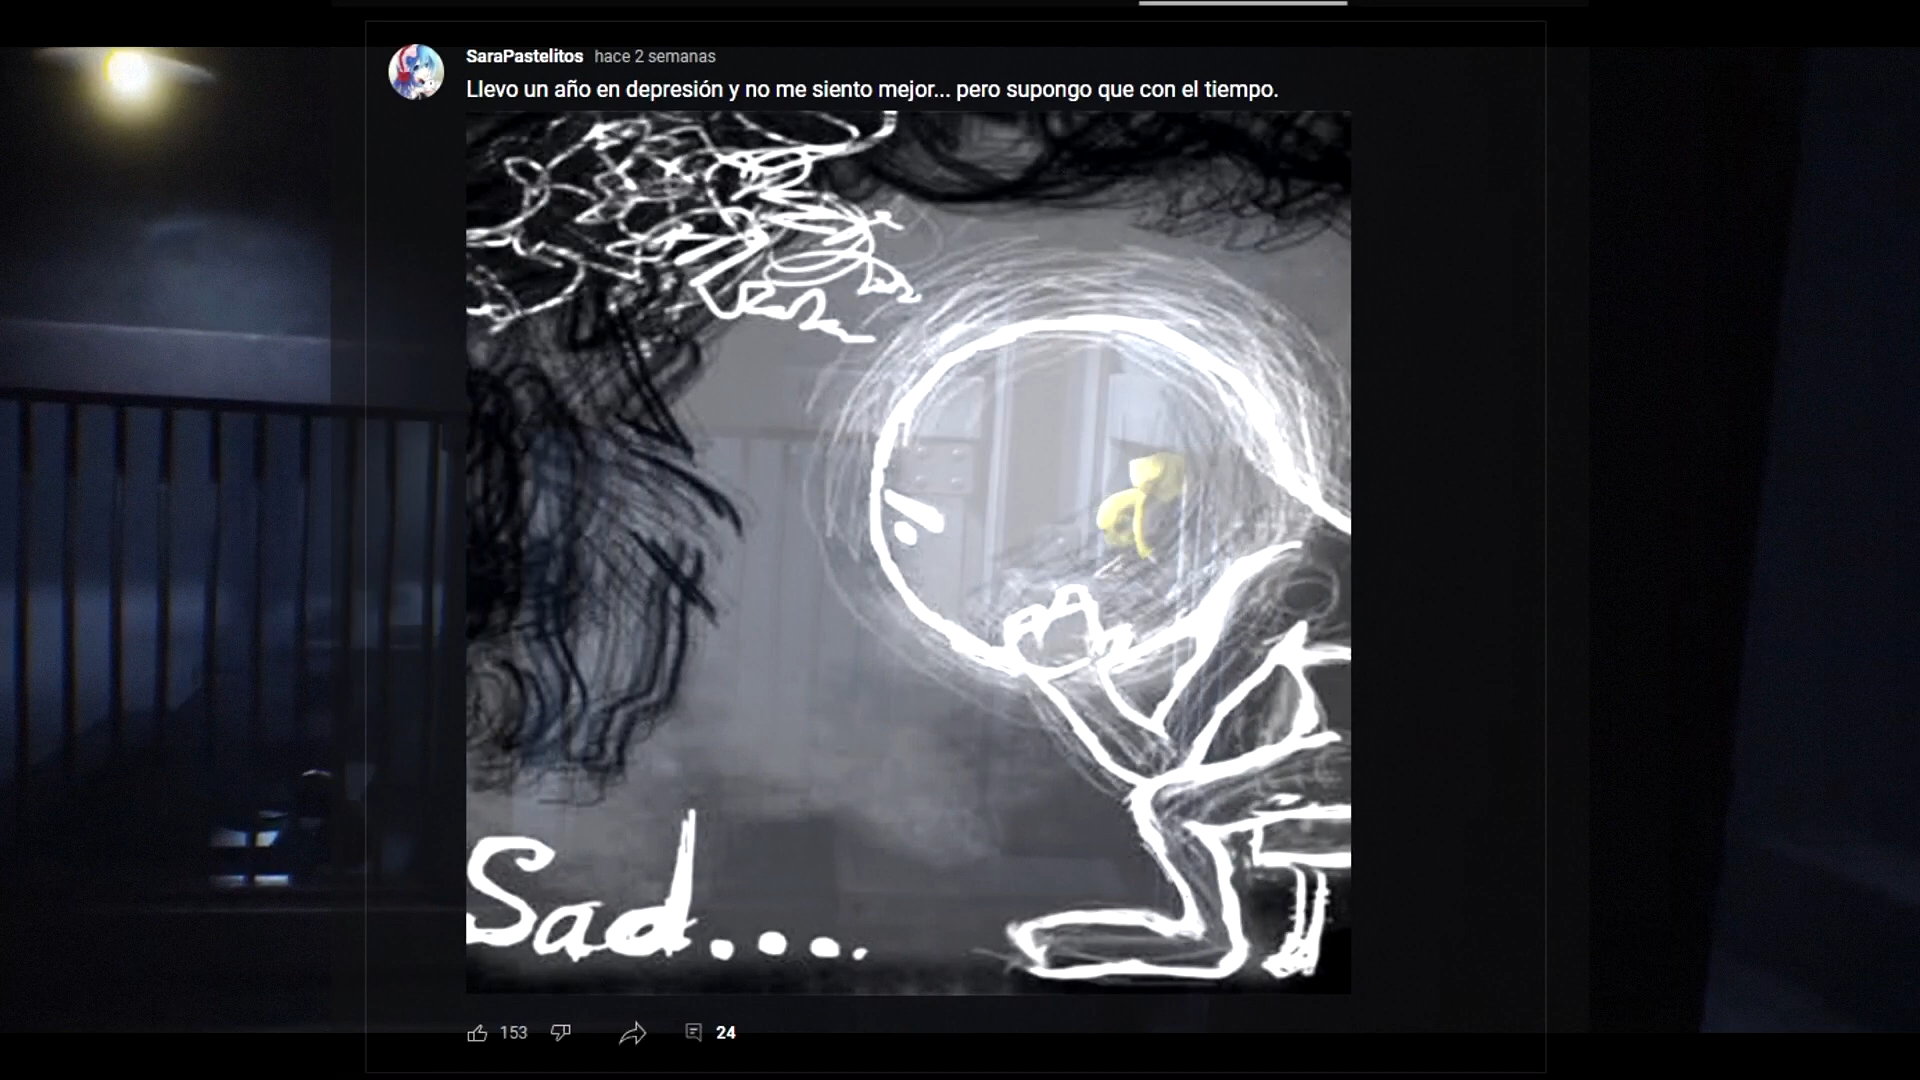 SaraPastelitos hace 2 semanas
Llevo un año en depresión y no me siento mejor... pero supongo que con el tiempo.
Sad....
153 24